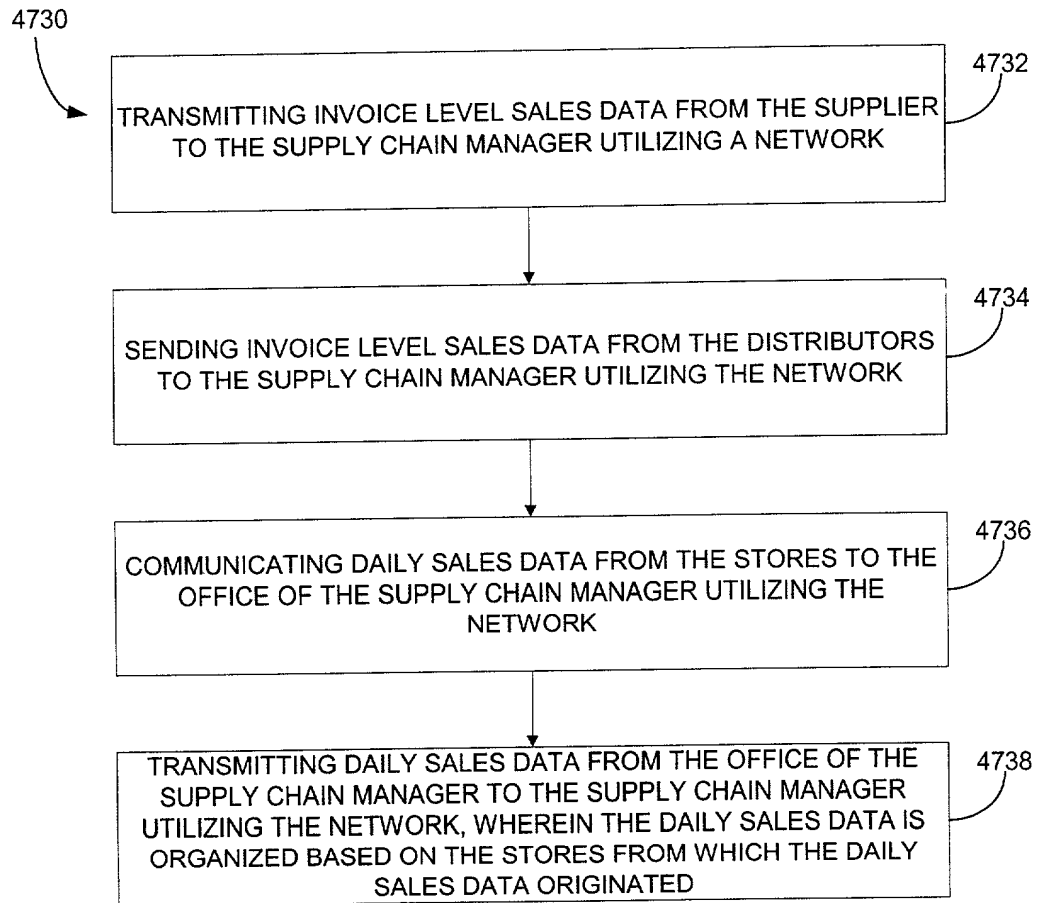 4730
4732
TRANSMITTING INVOICE LEVEL SALES DATA FROM THE SUPPLIER
TO THE SUPPLY CHAIN MANAGER UTILIZING A NETWORK
4734
SENDING INVOICE LEVEL SALES DATA FROM THE DISTRIBUTORS
TO THE SUPPLY CHAIN MANAGER UTILIZING THE NETWORK
4736
COMMUNICATING DAILY SALES DATA FROM THE STORES TO THE
OFFICE OF THE SUPPLY CHAIN MANAGER UTILIZING THE
NETWORK
4738
TRANSMITTING DAILY SALES DATA FROM THE OFFICE OF THE
SUPPLY CHAIN MANAGER TO THE SUPPLY CHAIN MANAGER
UTILIZING THE NETWORK, WHEREIN THE DAILY SALES DATA IS
ORGANIZED BASED ON THE STORES FROM WHICH THE DAILY
SALES DATA ORIGINATED